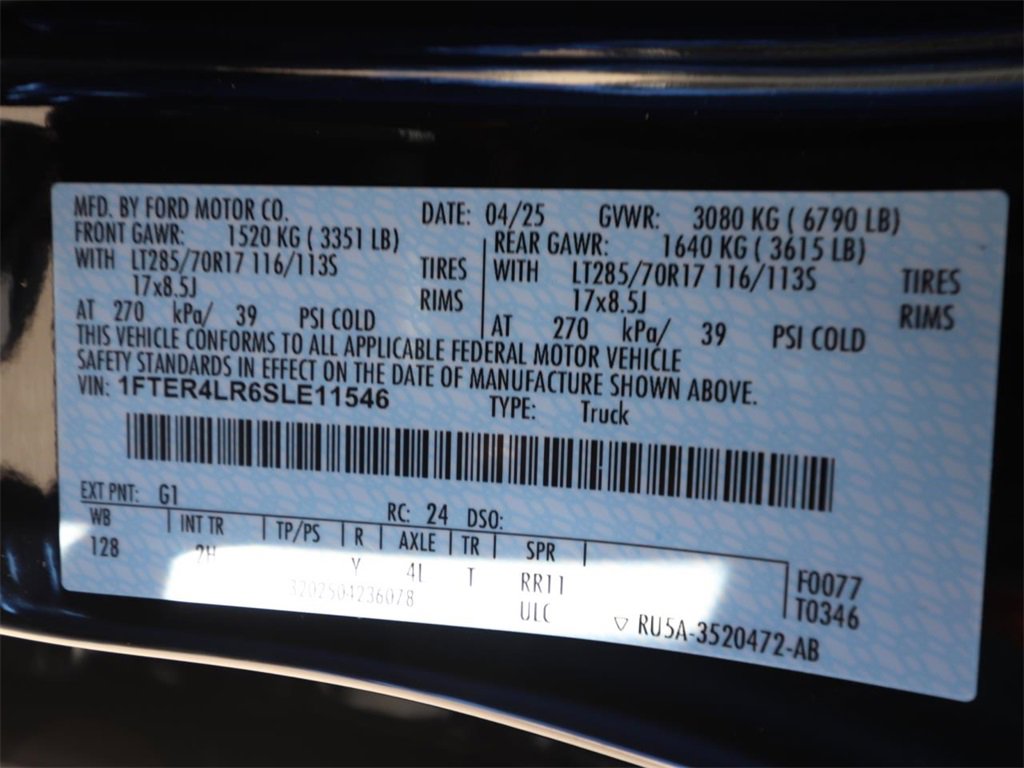 MFD. BY FORD MOTOR CO. DATE: 04/25 GVWR: 3080 KG ( 6790 LB)
FRONT GAWR: 1520 KG ( 3351 LB) REAR GAWR: 1640 KG ( 3615 LB)
WITH LT285/70R17 116/113S TIRES WITH LT285/70R17 116/113S TIRES
17x8.5J RIMS 17x8.5J RIMS
AT 270 kPa/ 39 PSI COLD AT 270 kPa/ 39 PSI COLD
THIS VEHICLE CONFORMS TO ALL APPLICABLE FEDERAL MOTOR VEHICLE
SAFETY STANDARDS IN EFFECT ON THE DATE OF MANUFACTURE SHOWN ABOVE.
VIN: 1FTER4LR6SLE11546 TYPE: Truck
EXT PNT: G1 RC: 24 DSO:
WB INT TR TP/PS R AXLE TR SPR
128 2H Y 4L T RR11 F0077
3202504236078 ULC T0346
▽ RU5A-3520472-AB